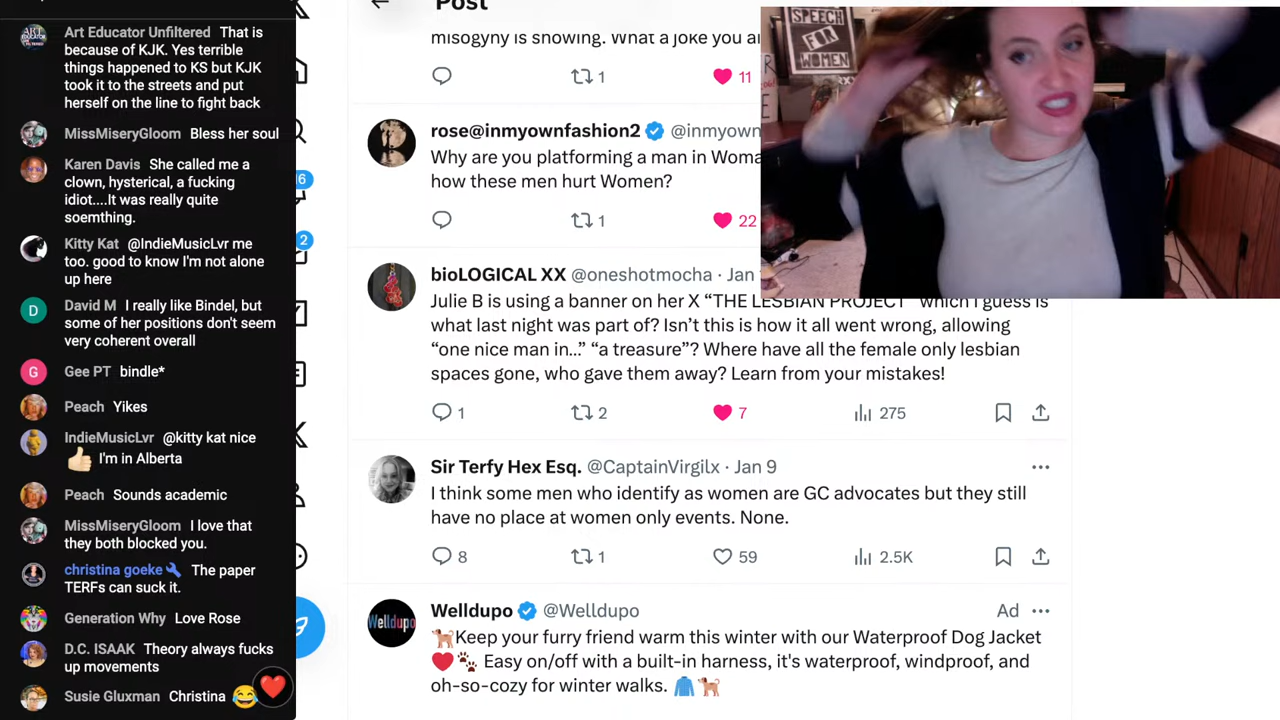 Art Educator Unfiltered That is
because of KJK. Yes terrible
things happened to KS but KJK
took it to the streets and put
herself on the line to fight back
MissMiseryGloom Bless her soul
Karen Davis She called me a
clown, hysterical, a fucking
idiot....It was really quite
soemthing.
Kitty Kat @IndieMusicLvr me
too. good to know I'm not alone
up here
D
David M I really like Bindel, but
some of her positions don't seem
very coherent overall
G
Gee PT bindle*
Peach Yikes
IndieMusicLvr @kitty kat nice
I'm in Alberta
Peach Sounds academic
MissMiseryGloom I love that
they both blocked you.
christina goeke The paper
TERFs can suck it.
Generation Why Love Rose
D.C. ISAAK Theory always fucks
up movements
Susie Gluxman Christina 😂
16
2
Post
misogyny is showing. What a joke you
1
11
rose@inmyownfashion2 @inmyown
Why are you platforming a man in
how these men hurt Women?
1
22
bioLOGICAL XX @oneshotmocha · Jan
Julie B is using a banner on her X “THE LESBIAN PROJECT” which I guess is
what last night was part of? Isn’t this is how it all went wrong, allowing
“one nice man in...” “a treasure”? Where have all the female only lesbian
spaces gone, who gave them away? Learn from your mistakes!
1 2 7 275
Sir Terfy Hex Esq. @CaptainVirgilx · Jan 9
I think some men who identify as women are GC advocates but they still
have no place at women only events. None.
8 1 59 2.5K
Welldupo @Welldupo Ad
Welldupo
🐕Keep your furry friend warm this winter with our Waterproof Dog Jacket
❤️🐾 Easy on/off with a built-in harness, it's waterproof, windproof, and
oh-so-cozy for winter walks. 🧥🐕
SPEECH
FOR
WOMEN